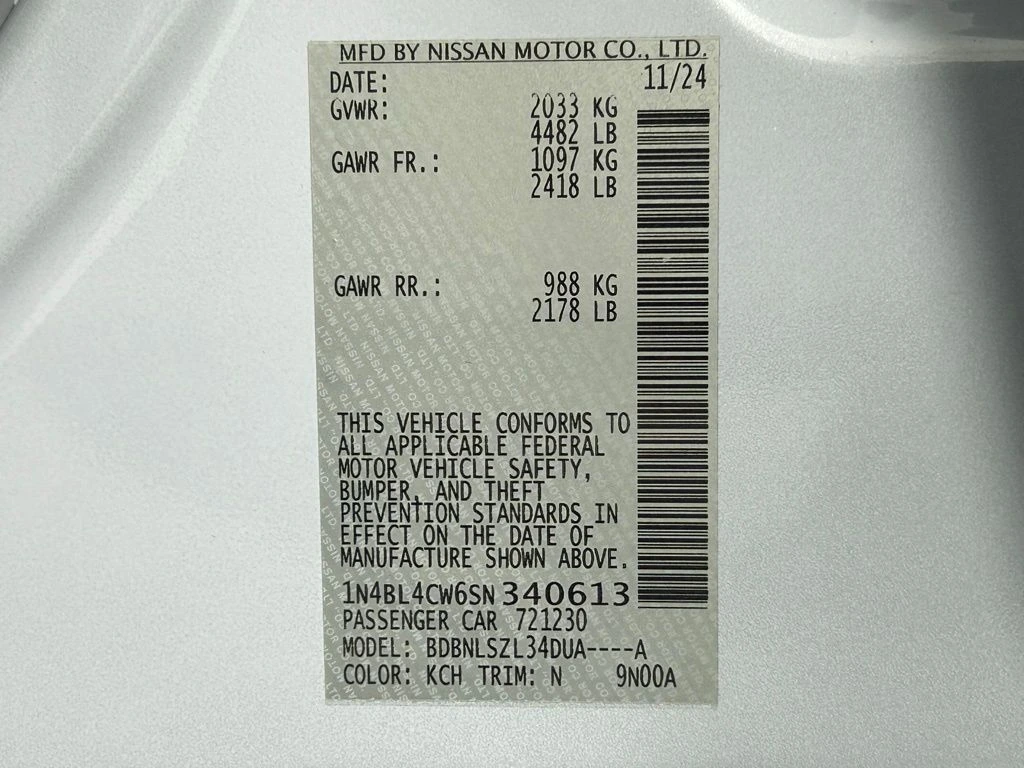 MFD BY NISSAN MOTOR CO., LTD.
DATE: 11/24
GVWR: 2033 KG
4482 LB
GAWR FR.: 1097 KG
2418 LB
GAWR RR.: 988 KG
2178 LB
THIS VEHICLE CONFORMS TO
ALL APPLICABLE FEDERAL
MOTOR VEHICLE SAFETY,
BUMPER, AND THEFT
PREVENTION STANDARDS IN
EFFECT ON THE DATE OF
MANUFACTURE SHOWN ABOVE.
1N4BL4CW6SN340613
PASSENGER CAR 721230
MODEL: BDBNLSZL34DUA----A
COLOR: KCH TRIM: N 9N00A